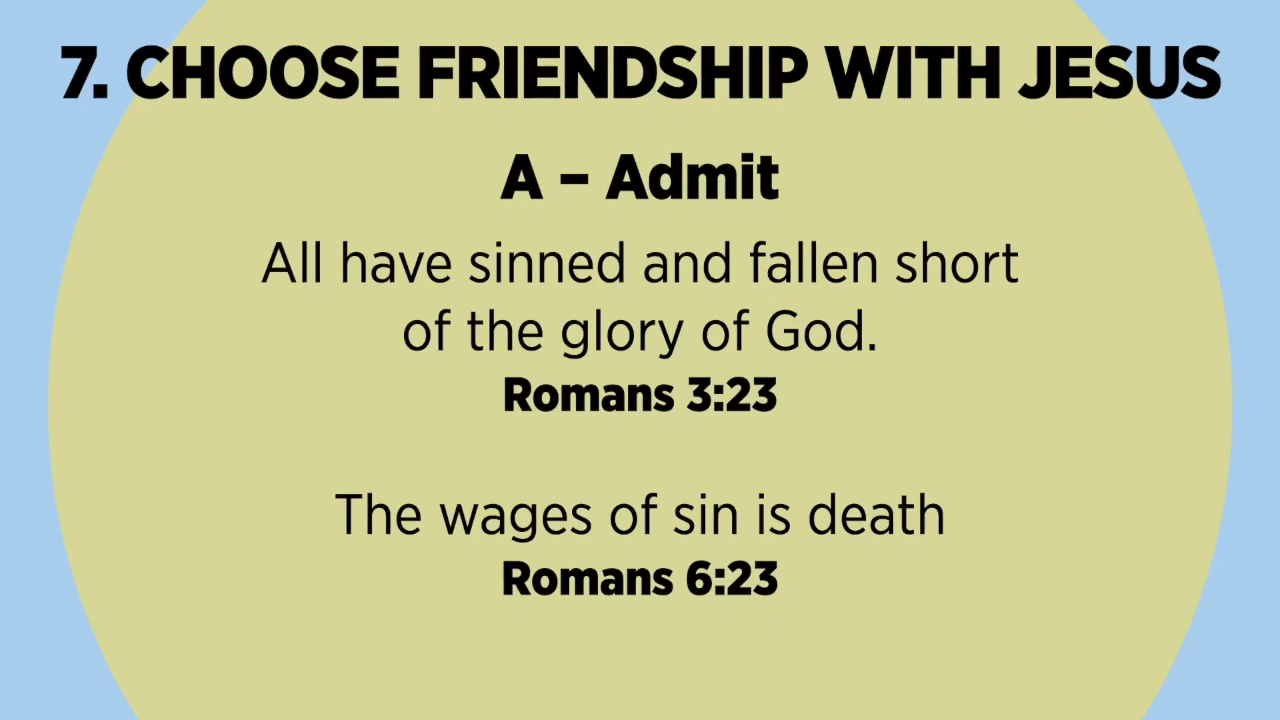 7. CHOOSE FRIENDSHIP WITH JESUS
A – Admit
All have sinned and fallen short
of the glory of God.
Romans 3:23
The wages of sin is death
Romans 6:23